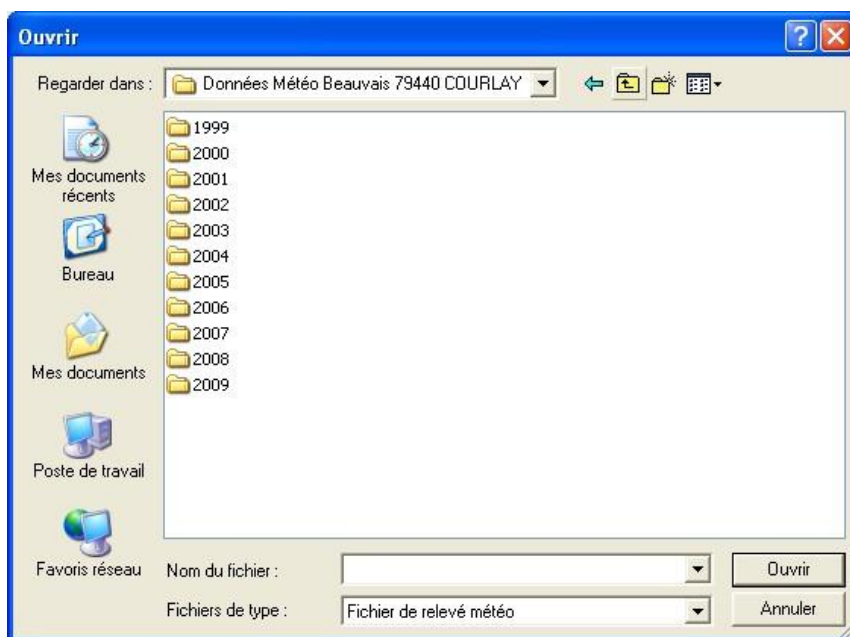 Ouvrir
Regarder dans :
Données Météo Beauvais 79440 COURLAY
Mes documents
récents
Bureau
Mes documents
Poste de travail
Favoris réseau
1999
2000
2001
2002
2003
2004
2005
2006
2007
2008
2009
Nom du fichier :
Ouvrir
Fichiers de type :
Fichier de relevé météo
Annuler